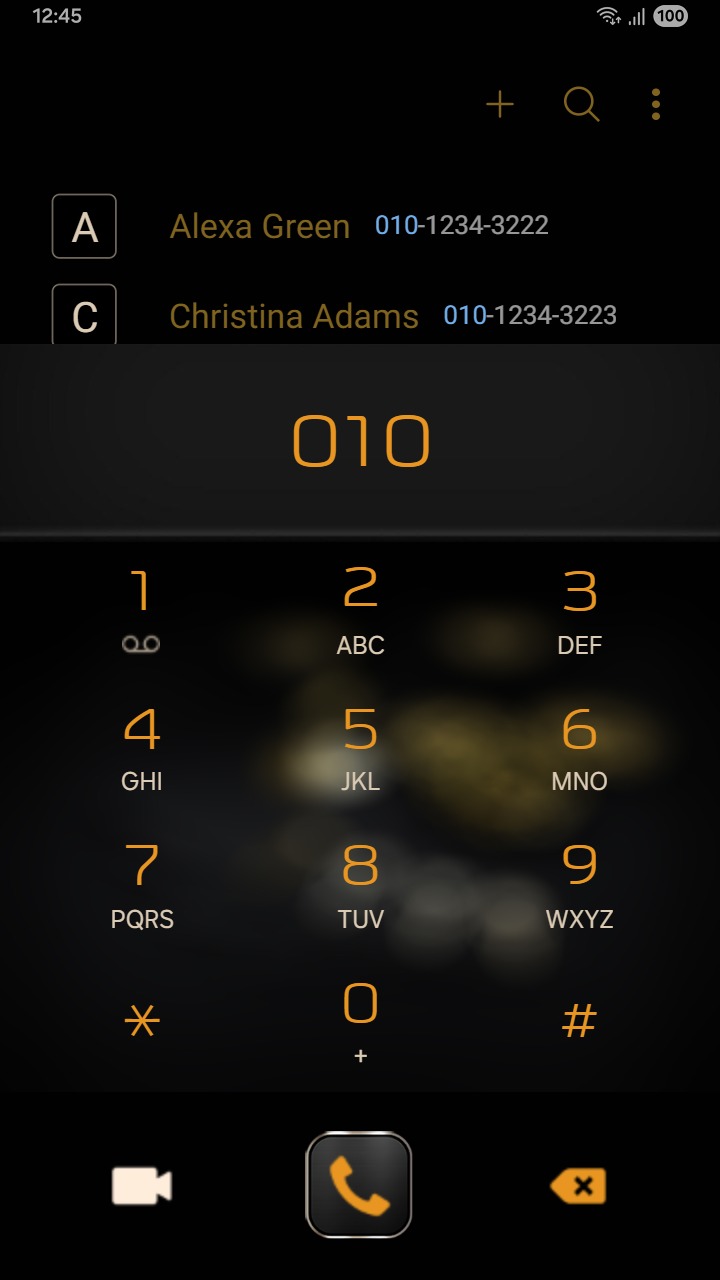 12:45 100
A Alexa Green 010-1234-3222
C Christina Adams 010-1234-3223
010
1 2 3
ABC DEF
4 5 6
GHI JKL MNO
7 8 9
PQRS TUV WXYZ
* 0 #
+